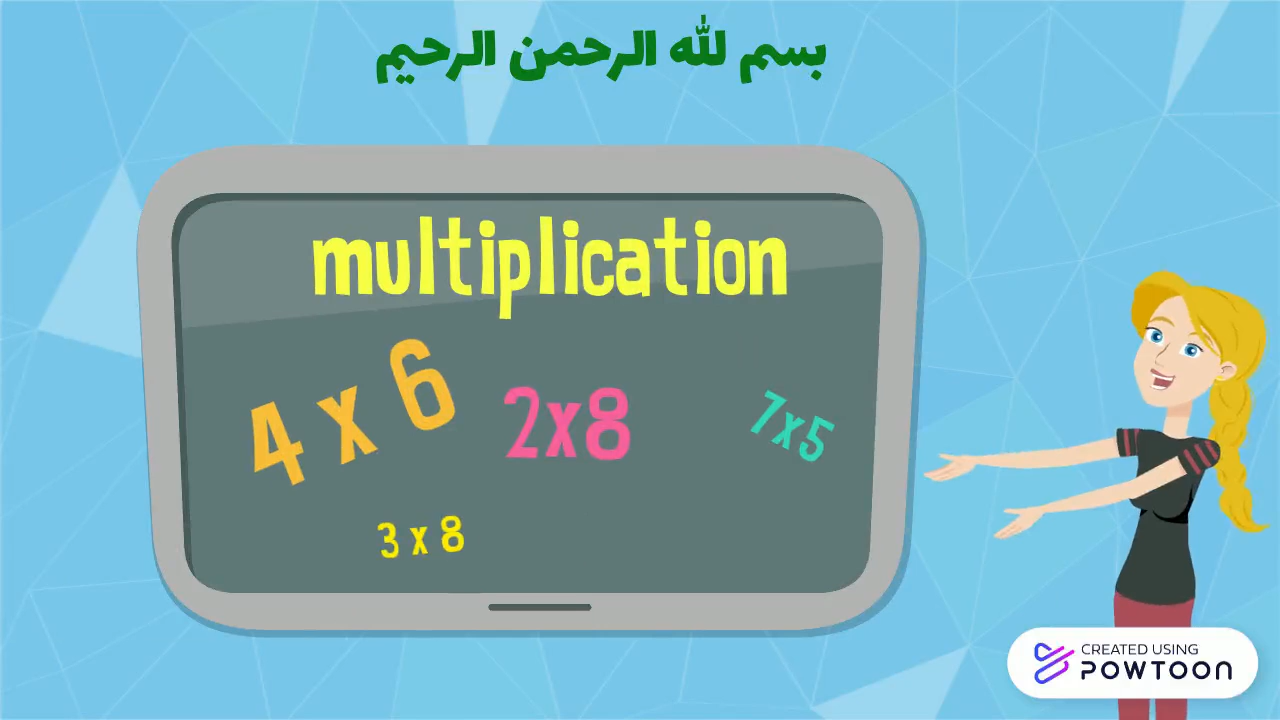 بسم لله الرحمن الرحيم
multiplication
4 x 6
2x8
7x5
3 x 8
CREATED USING
POWTOON